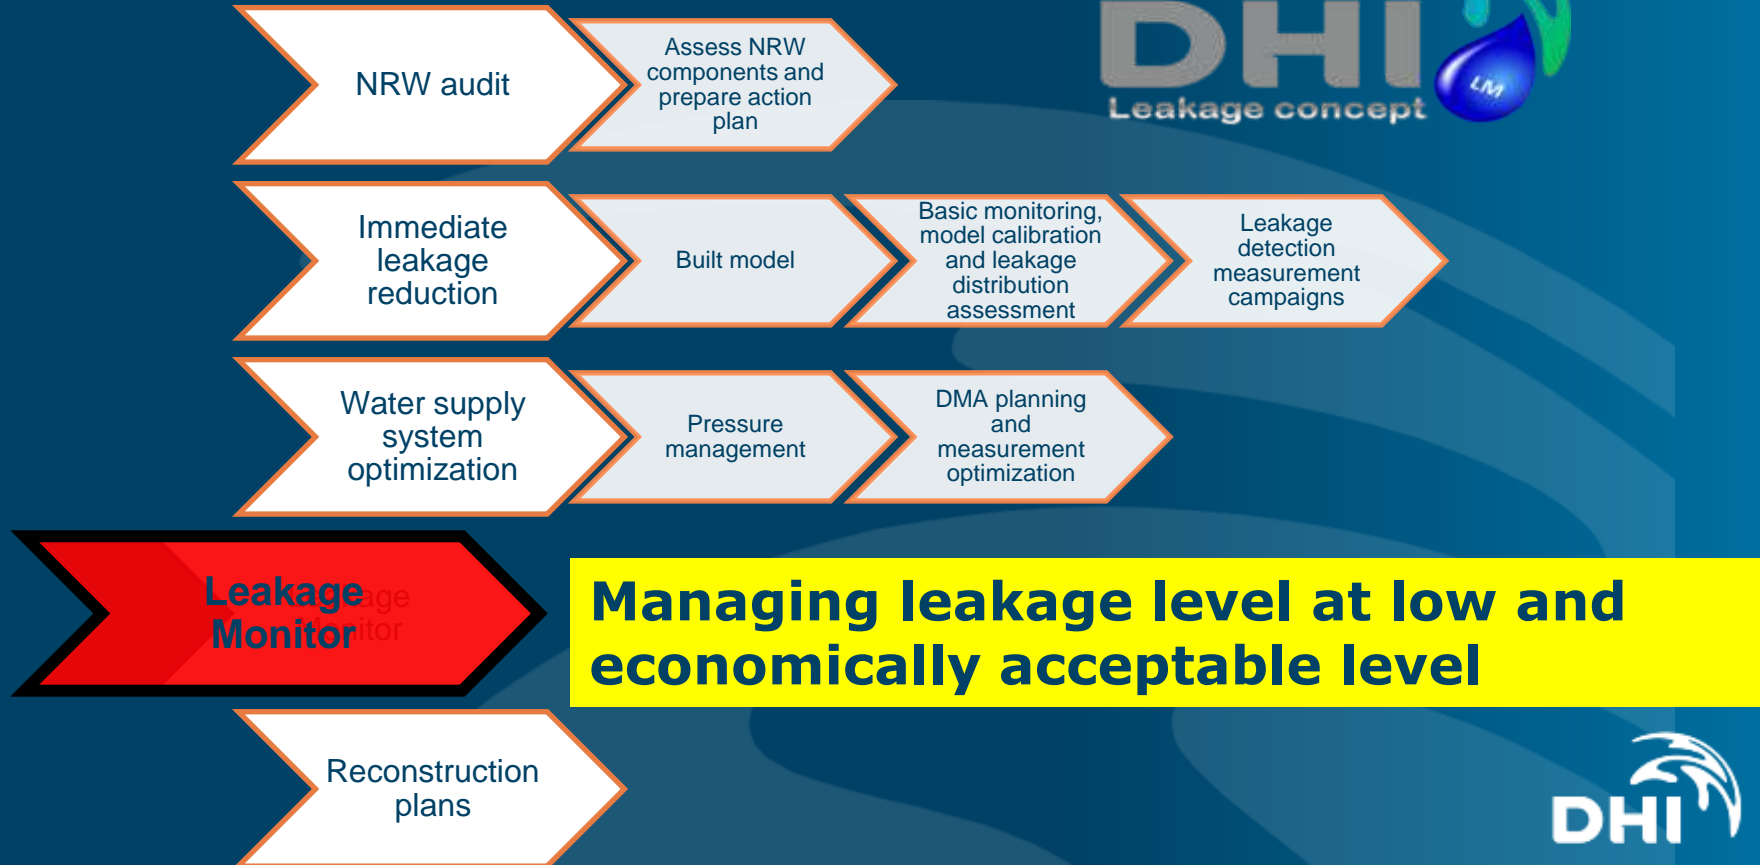 DHI
LM
Leakage concept
NRW audit
Assess NRW
components and
prepare action
plan
Immediate
leakage
reduction
Built model
Basic monitoring,
model calibration
and leakage
distribution
assessment
Leakage
detection
measurement
campaigns
Water supply
system
optimization
Pressure
management
DMA planning
and
measurement
optimization
Leakage
Monitor
Leakage
Monitor
Managing leakage level at low and
economically acceptable level
Reconstruction
plans
DHI